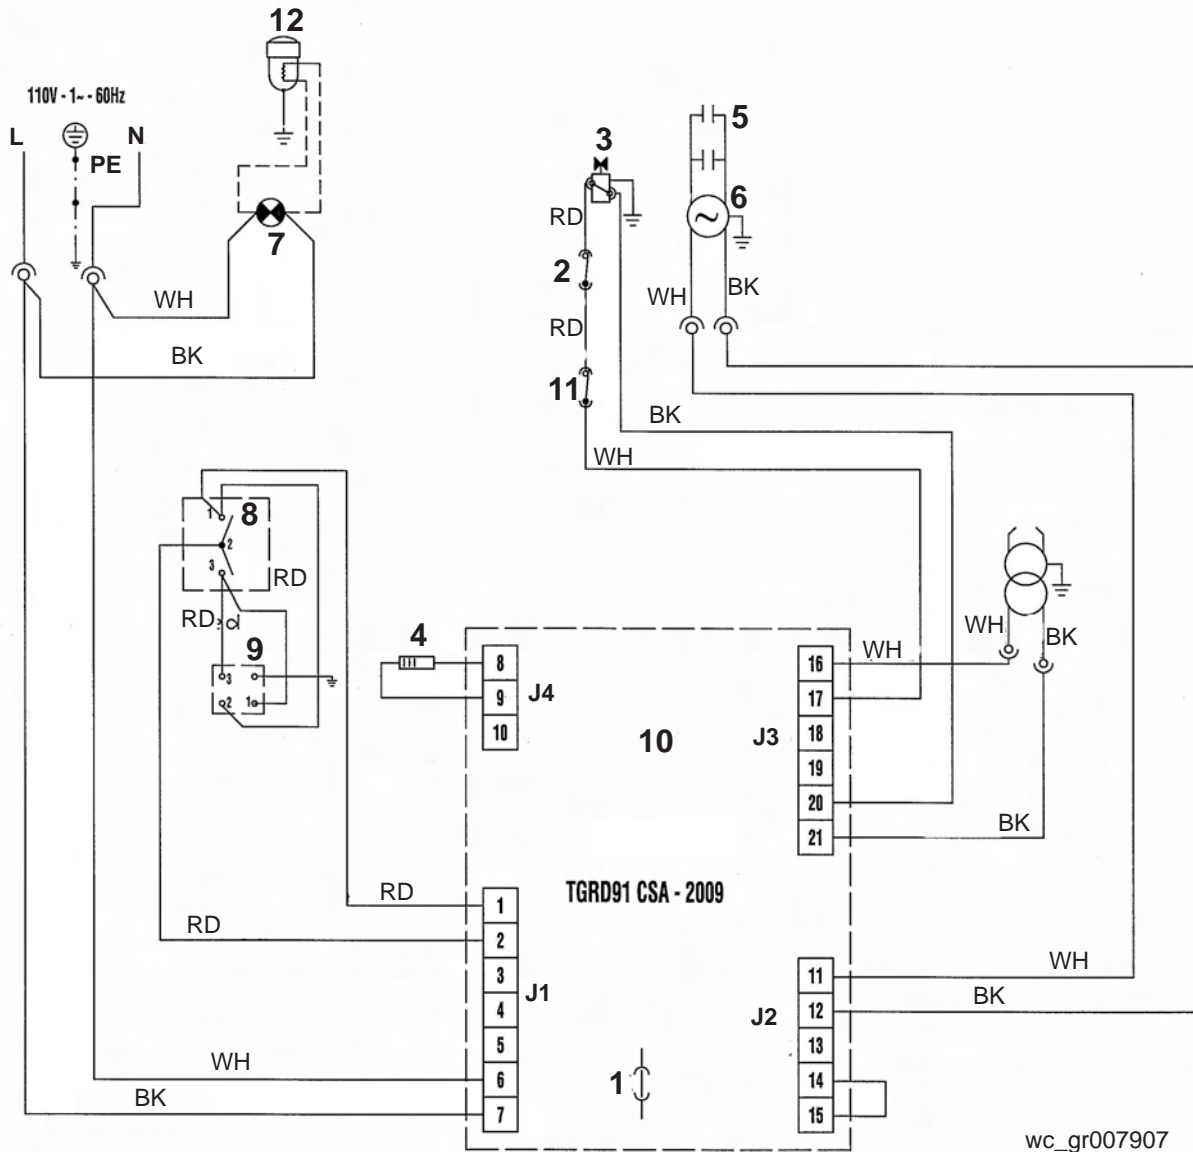 12
110V - 1~ - 60Hz
L
PE
N
3
5
6
7
RD
2
WH
BK
WH
RD
BK
11
BK
WH
1
8
2
3
RD
RD
9
3
2
1
4
WH
BK
WH
8
9
10
J4
10
J3
16
17
18
19
20
21
BK
TGRD91 CSA - 2009
RD
RD
1
2
3
4
5
6
7
J1
WH
BK
1
J2
11
12
13
14
15
WH
BK
wc_gr007907